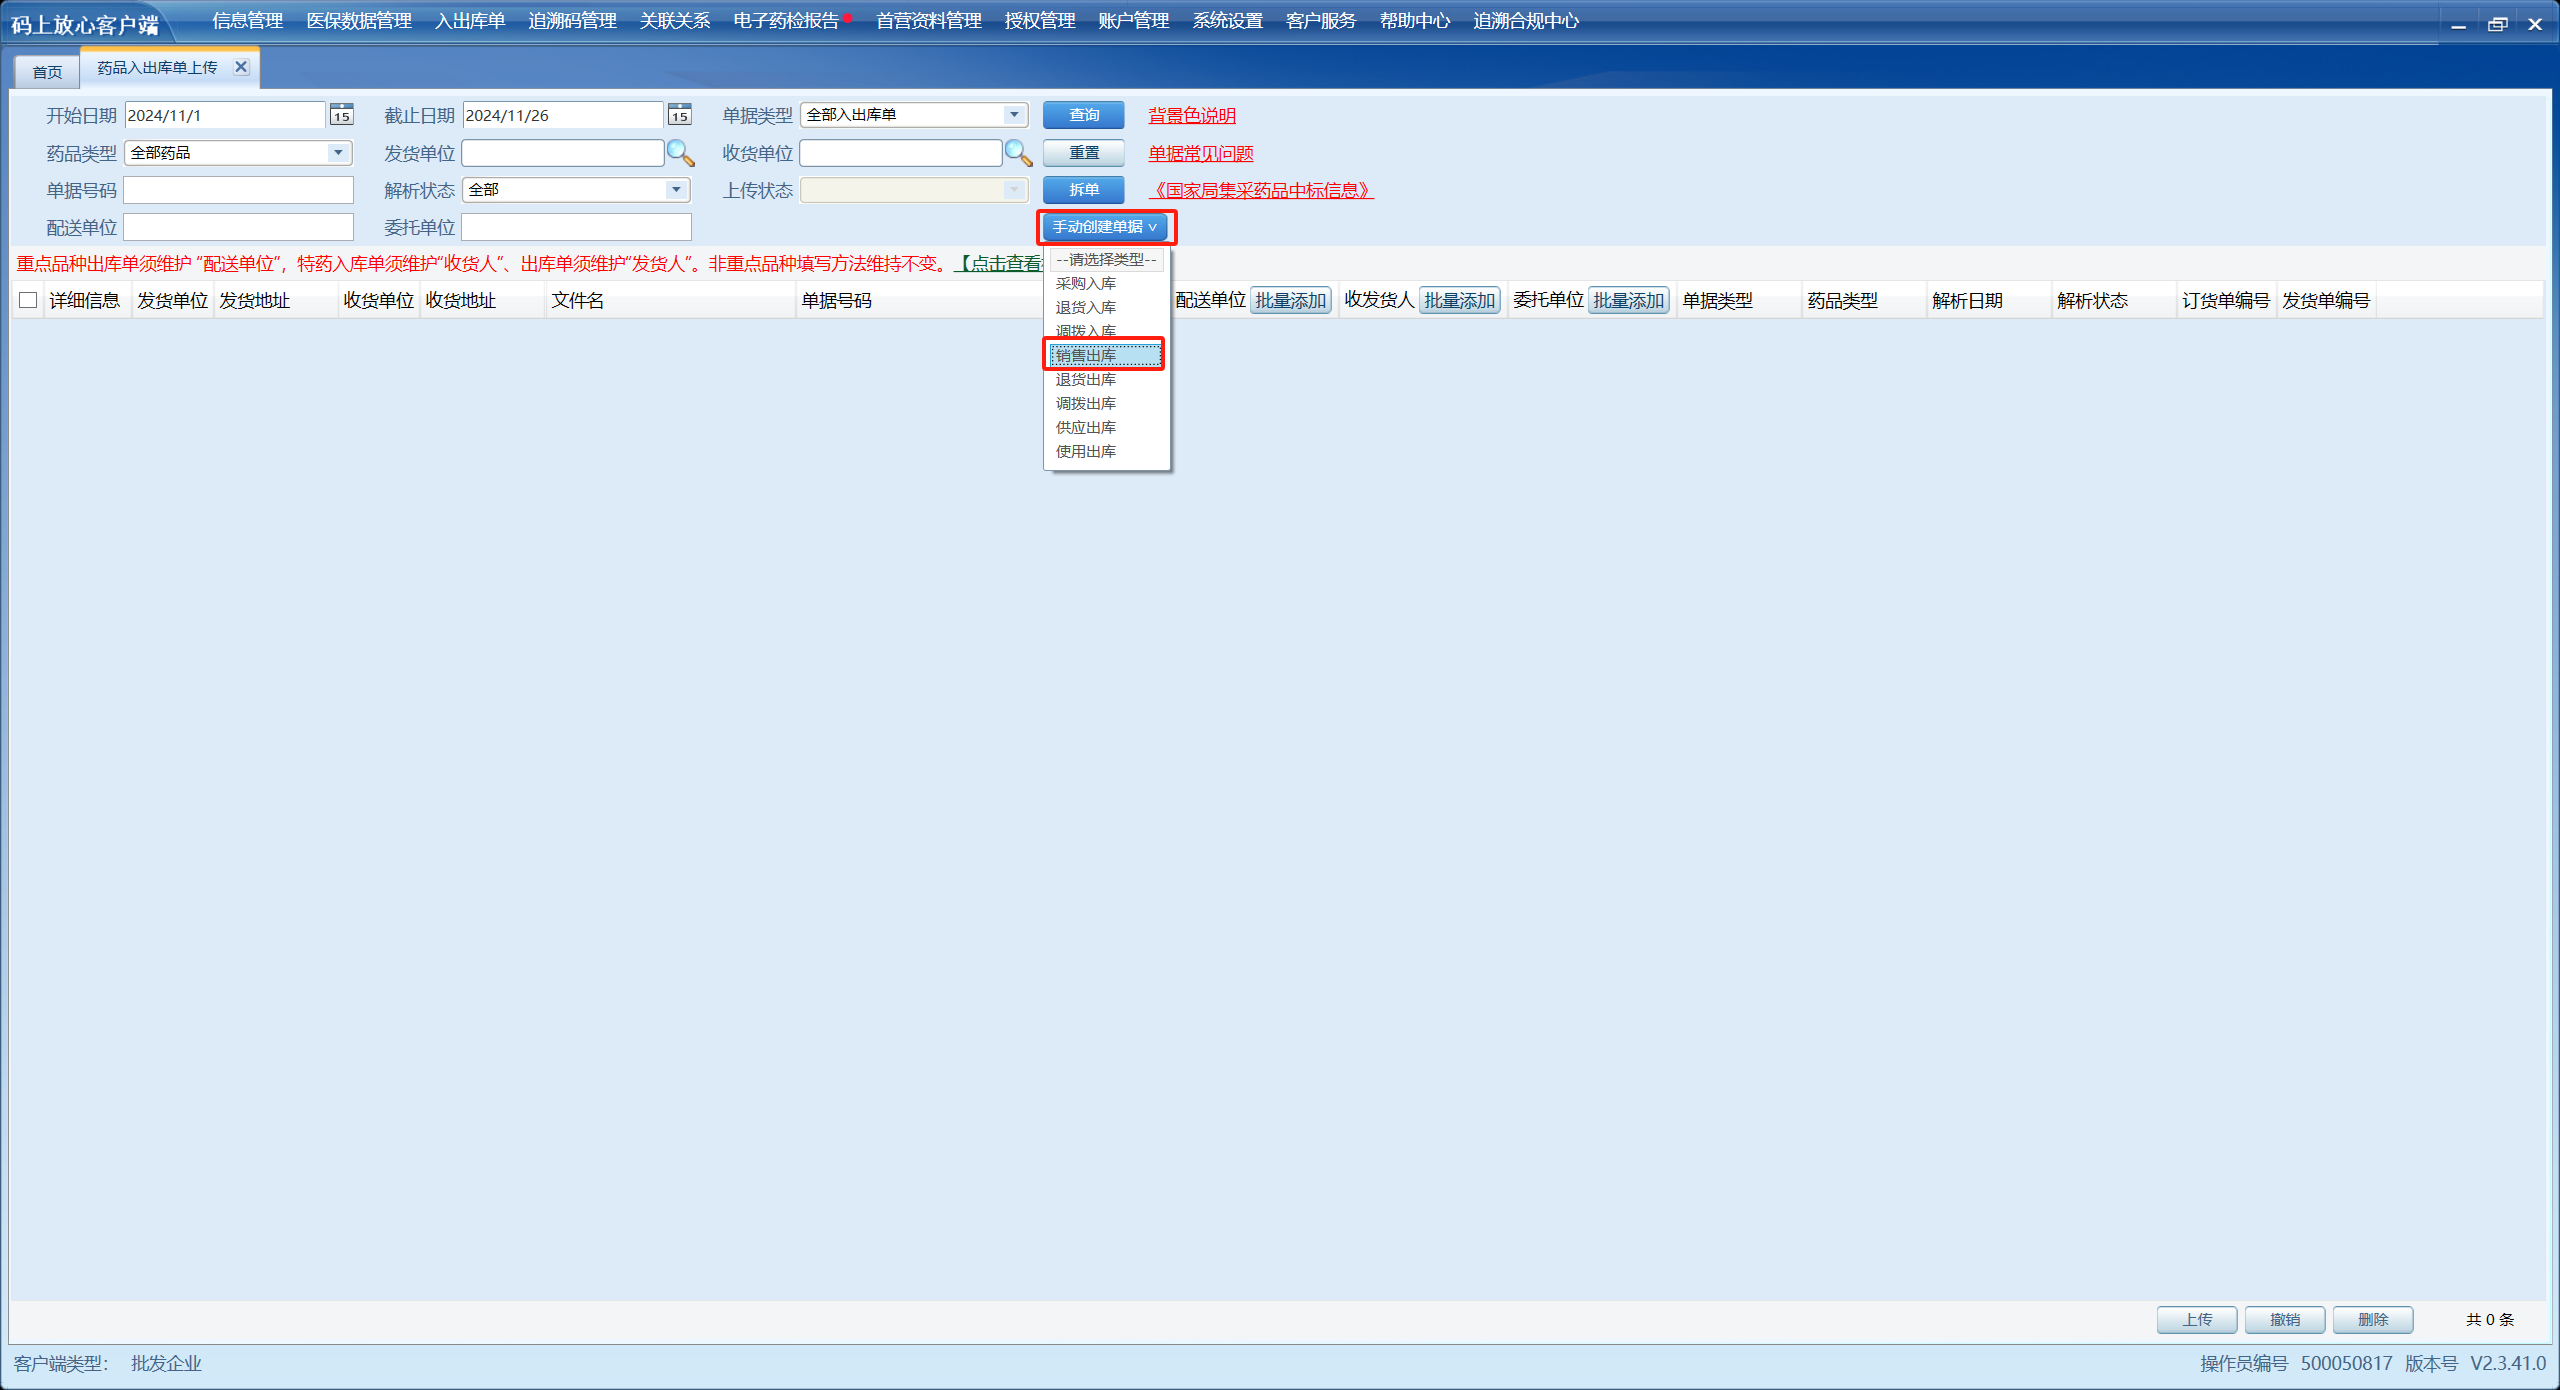 码上放心客户端 信息管理 医保数据管理 入出库单 追溯码管理 关联关系 电子药检报告 首营资料管理 授权管理 账户管理 系统设置 客户服务 帮助中心 追溯合规中心
首页 药品入出库单上传
开始日期 2024/11/1 15 截止日期 2024/11/26 15 单据类型 全部入出库单 查询 背景色说明
药品类型 全部药品 发货单位 收货单位 重置 单据常见问题
单据号码 解析状态 全部 上传状态 拆单 《国家局集采药品中标信息》
配送单位 委托单位 手动创建单据
重点品种出库单须维护 “配送单位”，特药入库单须维护“收货人”、出库单须维护“发货人”。非重点品种填写方法维持不变。 【点击查看
详细信息 发货单位 发货地址 收货单位 收货地址 文件名 单据号码 配送单位 批量添加 收发货人 批量添加 委托单位 批量添加 单据类型 药品类型 解析日期 解析状态 订货单编号 发货单编号
--请选择类型--
采购入库
退货入库
调拨入库
销售出库
退货出库
调拨出库
供应出库
使用出库
上传 撤销 删除 共 0 条
客户端类型： 批发企业 操作员编号 500050817 版本号 V2.3.41.0